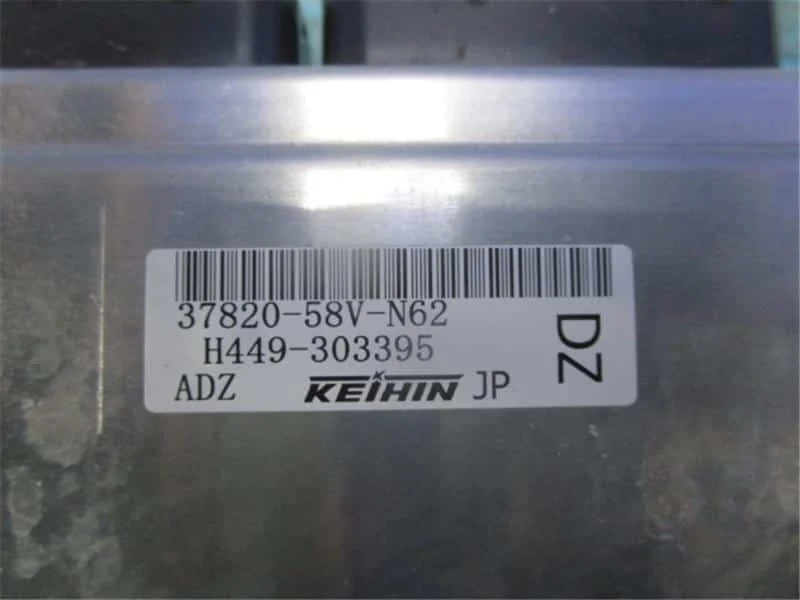 37820-58V-N62
H449-303395
ADZ KEIHIN JP
DZ